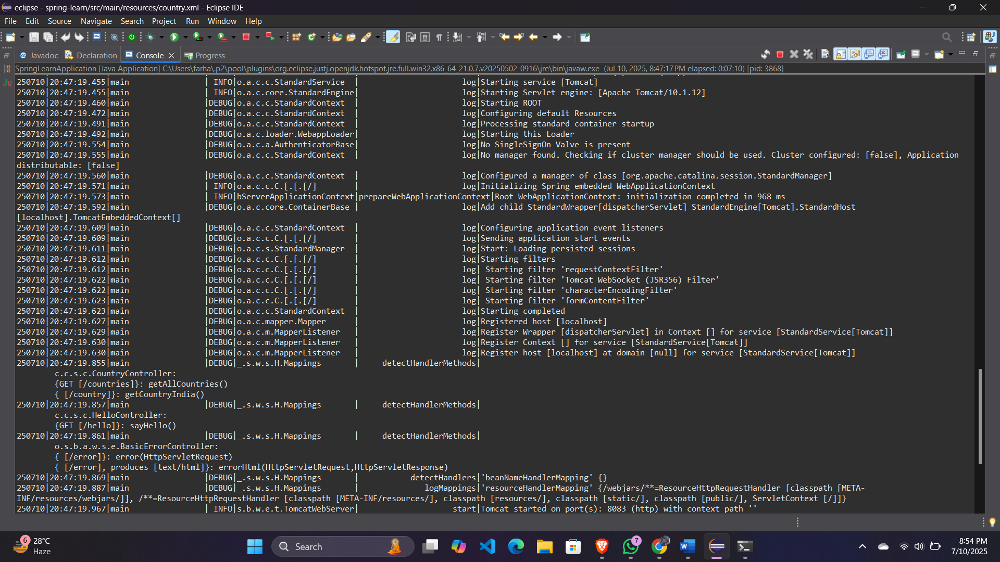 eclipse - spring-learn/src/main/resources/country.xml - Eclipse IDE
File Edit Source Navigate Search Project Run Window Help
@ Javadoc Declaration Console Progress
SpringLearnApplication [Java Application] C:\Users\farha\.p2\pool\plugins\org.eclipse.justj.openjdk.hotspot.jre.full.win32.x86_64_21.0.7.v20250502-0916\jre\bin\javaw.exe (Jul 10, 2025, 8:47:17 PM elapsed: 0:07:10) [pid: 3868]
250710|20:47:19.455|main | INFO|o.a.c.c.StandardService | log|Starting service [Tomcat]
250710|20:47:19.455|main | INFO|o.a.c.core.StandardEngine| log|Starting Servlet engine: [Apache Tomcat/10.1.12]
250710|20:47:19.460|main |DEBUG|o.a.c.c.StandardContext | log|Starting ROOT
250710|20:47:19.472|main |DEBUG|o.a.c.c.StandardContext | log|Configuring default Resources
250710|20:47:19.491|main |DEBUG|o.a.c.c.StandardContext | log|Processing standard container startup
250710|20:47:19.492|main |DEBUG|o.a.c.loader.WebappLoader| log|Starting this Loader
250710|20:47:19.554|main |DEBUG|o.a.c.a.AuthenticatorBase| log|No SingleSignOn Valve is present
250710|20:47:19.555|main |DEBUG|o.a.c.c.StandardContext | log|No manager found. Checking if cluster manager should be used. Cluster configured: [false], Application
distributable: [false]
250710|20:47:19.560|main |DEBUG|o.a.c.c.StandardContext | log|Configured a manager of class [org.apache.catalina.session.StandardManager]
250710|20:47:19.571|main | INFO|o.a.c.c.C.[.[.[/] | log|Initializing Spring embedded WebApplicationContext
250710|20:47:19.573|main | INFO|bServerApplicationContext|prepareWebApplicationContext|Root WebApplicationContext: initialization completed in 968 ms
250710|20:47:19.592|main |DEBUG|o.a.c.core.ContainerBase | log|Add child StandardWrapper[dispatcherServlet] StandardEngine[Tomcat].StandardHost
[localhost].TomcatEmbeddedContext[]
250710|20:47:19.609|main |DEBUG|o.a.c.c.StandardContext | log|Configuring application event listeners
250710|20:47:19.609|main |DEBUG|o.a.c.c.C.[.[.[/] | log|Sending application start events
250710|20:47:19.611|main |DEBUG|o.a.c.s.StandardManager | log|Start: Loading persisted sessions
250710|20:47:19.612|main |DEBUG|o.a.c.c.C.[.[.[/] | log|Starting filters
250710|20:47:19.612|main |DEBUG|o.a.c.c.C.[.[.[/] | log| Starting filter 'requestContextFilter'
250710|20:47:19.622|main |DEBUG|o.a.c.c.C.[.[.[/] | log| Starting filter 'Tomcat WebSocket (JSR356) Filter'
250710|20:47:19.622|main |DEBUG|o.a.c.c.C.[.[.[/] | log| Starting filter 'characterEncodingFilter'
250710|20:47:19.623|main |DEBUG|o.a.c.c.C.[.[.[/] | log| Starting filter 'formContentFilter'
250710|20:47:19.623|main |DEBUG|o.a.c.c.StandardContext | log|Starting completed
250710|20:47:19.627|main |DEBUG|o.a.c.mapper.Mapper | log|Registered host [localhost]
250710|20:47:19.629|main |DEBUG|o.a.c.m.MapperListener | log|Register Wrapper [dispatcherServlet] in Context [] for service [StandardService[Tomcat]]
250710|20:47:19.630|main |DEBUG|o.a.c.m.MapperListener | log|Register Context [] for service [StandardService[Tomcat]]
250710|20:47:19.630|main |DEBUG|o.a.c.m.MapperListener | log|Register host [localhost] at domain [null] for service [StandardService[Tomcat]]
250710|20:47:19.855|main |DEBUG|_.s.w.s.H.Mappings | detectHandlerMethods|
c.c.s.c.CountryController:
{GET [/countries]}: getAllCountries()
{ [/country]}: getCountryIndia()
250710|20:47:19.857|main |DEBUG|_.s.w.s.H.Mappings | detectHandlerMethods|
c.c.s.c.HelloController:
{GET [/hello]}: sayHello()
250710|20:47:19.861|main |DEBUG|_.s.w.s.H.Mappings | detectHandlerMethods|
o.s.b.a.w.s.e.BasicErrorController:
{ [/error]}: error(HttpServletRequest)
{ [/error], produces [text/html]}: errorHtml(HttpServletRequest,HttpServletResponse)
250710|20:47:19.869|main |DEBUG|_.s.w.s.H.Mappings | detectHandlers|'beanNameHandlerMapping' {}
250710|20:47:19.887|main |DEBUG|_.s.w.s.H.Mappings | logMappings|'resourceHandlerMapping' {/webjars/**=ResourceHttpRequestHandler [classpath [META-
INF/resources/webjars/]], /**=ResourceHttpRequestHandler [classpath [META-INF/resources/], classpath [resources/], classpath [static/], classpath [public/], ServletContext [/]]}
250710|20:47:19.967|main | INFO|s.b.w.e.t.TomcatWebServer| start|Tomcat started on port(s): 8083 (http) with context path ''
6
28°C
Haze
Search
7
8:54 PM
7/10/2025